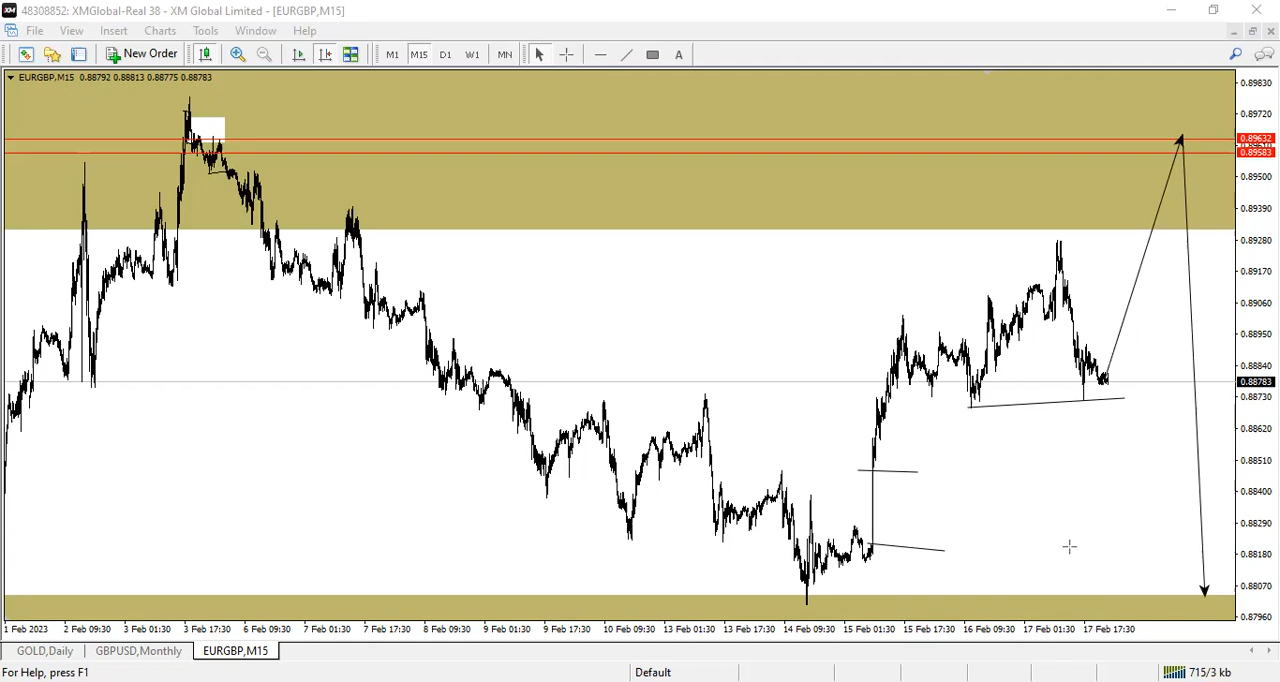 XM 48308852: XMGlobal-Real 38 - XM Global Limited - [EURGBP,M15]
File View Insert Charts Tools Window Help
New Order M1 M15 D1 W1 MN A
EURGBP,M15 0.88792 0.88813 0.88775 0.88783
0.89830
0.89720
0.89632
0.89583
0.89500
0.89390
0.89280
0.89170
0.89060
0.88950
0.88840
0.88783
0.88730
0.88620
0.88510
0.88400
0.88290
0.88180
0.88070
0.87960
1 Feb 2023 2 Feb 09:30 3 Feb 01:30 3 Feb 17:30 6 Feb 09:30 7 Feb 01:30 7 Feb 17:30 8 Feb 09:30 9 Feb 01:30 9 Feb 17:30 10 Feb 09:30 13 Feb 01:30 13 Feb 17:30 14 Feb 09:30 15 Feb 01:30 15 Feb 17:30 16 Feb 09:30 17 Feb 01:30 17 Feb 17:30
GOLD,Daily GBPUSD,Monthly EURGBP,M15
For Help, press F1 Default 715/3 kb